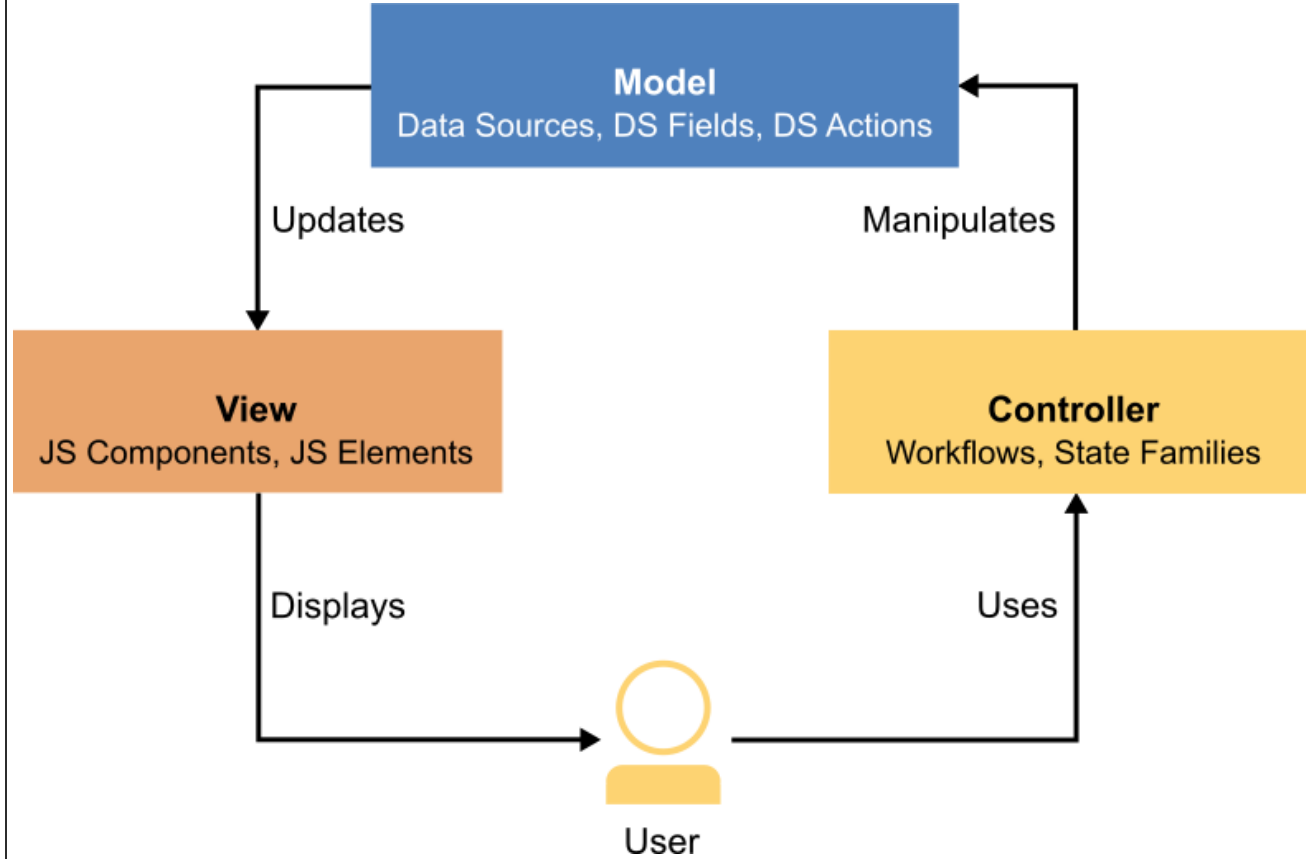 Model
Data Sources, DS Fields, DS Actions
Updates
Manipulates
View
JS Components, JS Elements
Controller
Workflows, State Families
Displays
Uses
User